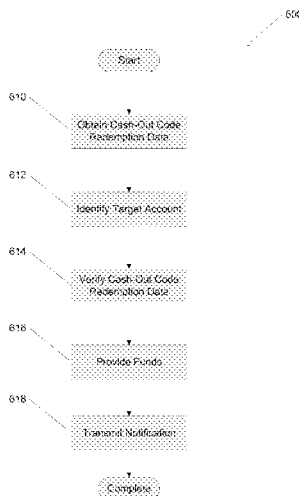 600
Start
610
Obtain Cash-Out Code
Redemption Data
612
Identify Target Account
614
Verify Cash-Out Code
Redemption Data
616
Provide Funds
618
Transmit Notification
Complete